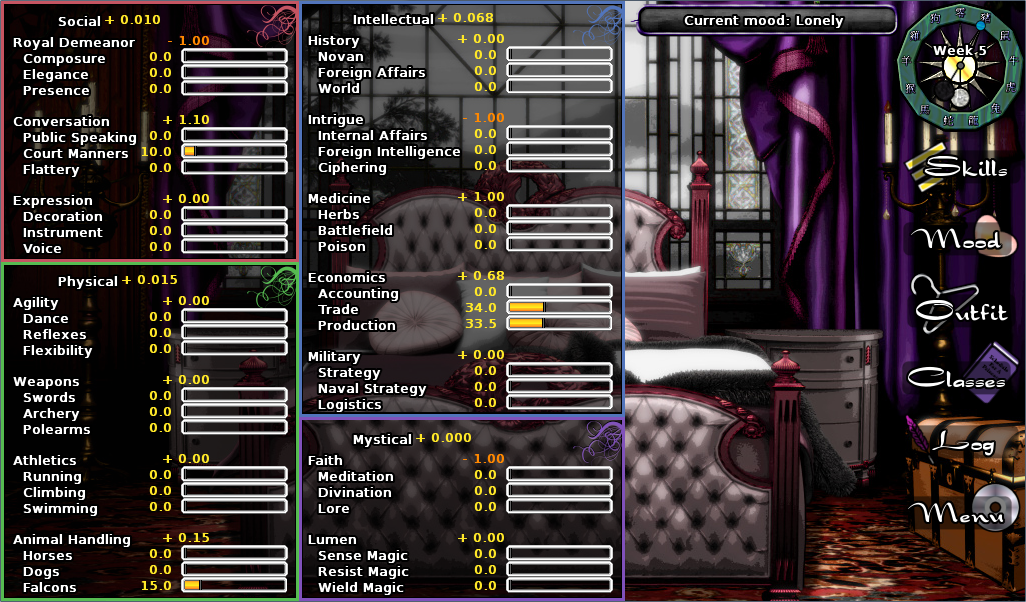 Social + 0.010
Royal Demeanor - 1.00
Composure 0.0
Elegance 0.0
Presence 0.0
Conversation + 1.10
Public Speaking 0.0
Court Manners 10.0
Flattery 0.0
Expression + 0.00
Decoration 0.0
Instrument 0.0
Voice 0.0
Physical + 0.015
Agility + 0.00
Dance 0.0
Reflexes 0.0
Flexibility 0.0
Weapons + 0.00
Swords 0.0
Archery 0.0
Polearms 0.0
Athletics + 0.00
Running 0.0
Climbing 0.0
Swimming 0.0
Animal Handling + 0.15
Horses 0.0
Dogs 0.0
Falcons 15.0
Intellectual + 0.068
History + 0.00
Novan 0.0
Foreign Affairs 0.0
World 0.0
Intrigue - 1.00
Internal Affairs 0.0
Foreign Intelligence 0.0
Ciphering 0.0
Medicine + 1.00
Herbs 0.0
Battlefield 0.0
Poison 0.0
Economics + 0.68
Accounting 0.0
Trade 34.0
Production 33.5
Military + 0.00
Strategy 0.0
Naval Strategy 0.0
Logistics 0.0
Mystical + 0.000
Faith - 1.00
Meditation 0.0
Divination 0.0
Lore 0.0
Lumen + 0.00
Sense Magic 0.0
Resist Magic 0.0
Wield Magic 0.0
Current mood: Lonely
Week 5
Skills
Mood
Outfit
Classes
Log
Menu